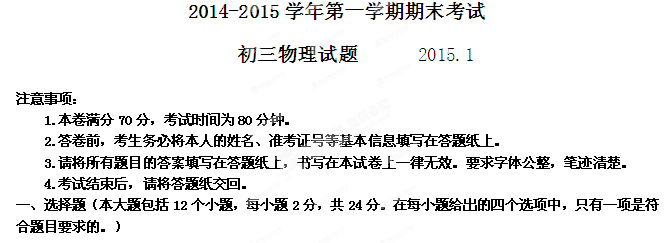 2014-2015 学年第一学期期末考试
初三物理试题 2015.1
注意事项：
1.本卷满分 70 分，考试时间为 80 分钟。
2.答卷前，考生务必将本人的姓名、准考证号等基本信息填写在答题纸上。
3.请将所有题目的答案填写在答题纸上，书写在本试卷上一律无效。要求字体公整，笔迹清楚。
4.考试结束后，请将答题纸交回。
一、选择题（本大题包括 12 个小题，每小题 2 分，共 24 分。在每小题给出的四个选项中，只有一项是符
合题目要求的。）